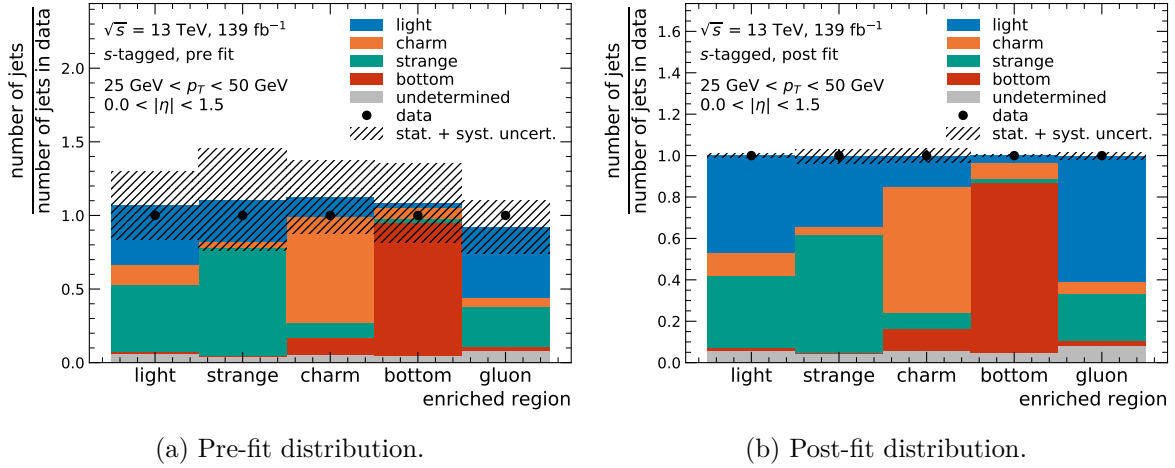 √s = 13 TeV, 139 fb⁻¹
s-tagged, pre fit
25 GeV < p_T < 50 GeV
0.0 < |η| < 1.5
light
charm
strange
bottom
undetermined
data
stat. + syst. uncert.
number of jets
number of jets in data
2.0
1.5
1.0
0.5
0.0
light strange charm bottom gluon
enriched region
(a) Pre-fit distribution.
√s = 13 TeV, 139 fb⁻¹
s-tagged, post fit
25 GeV < p_T < 50 GeV
0.0 < |η| < 1.5
light
charm
strange
bottom
undetermined
data
stat. + syst. uncert.
number of jets
number of jets in data
1.6
1.4
1.2
1.0
0.8
0.6
0.4
0.2
0.0
light strange charm bottom gluon
enriched region
(b) Post-fit distribution.